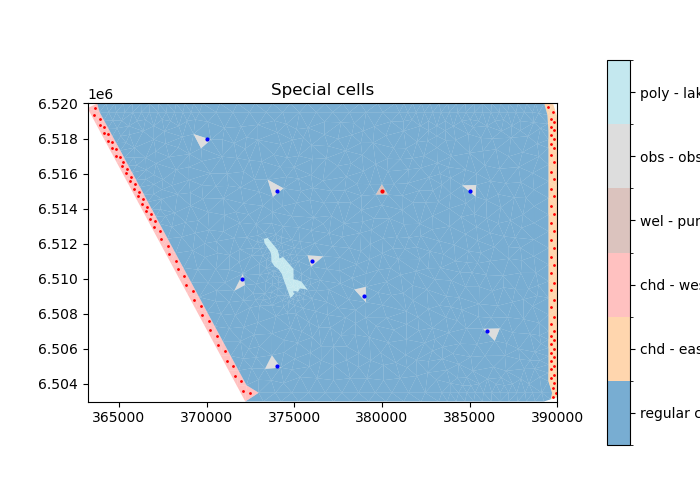 Special cells
1e6
6.520
6.518
6.516
6.514
6.512
6.510
6.508
6.506
6.504
365000 370000 375000 380000 385000 390000
poly - lak
obs - obs
wel - pur
chd - wes
chd - eas
regular c